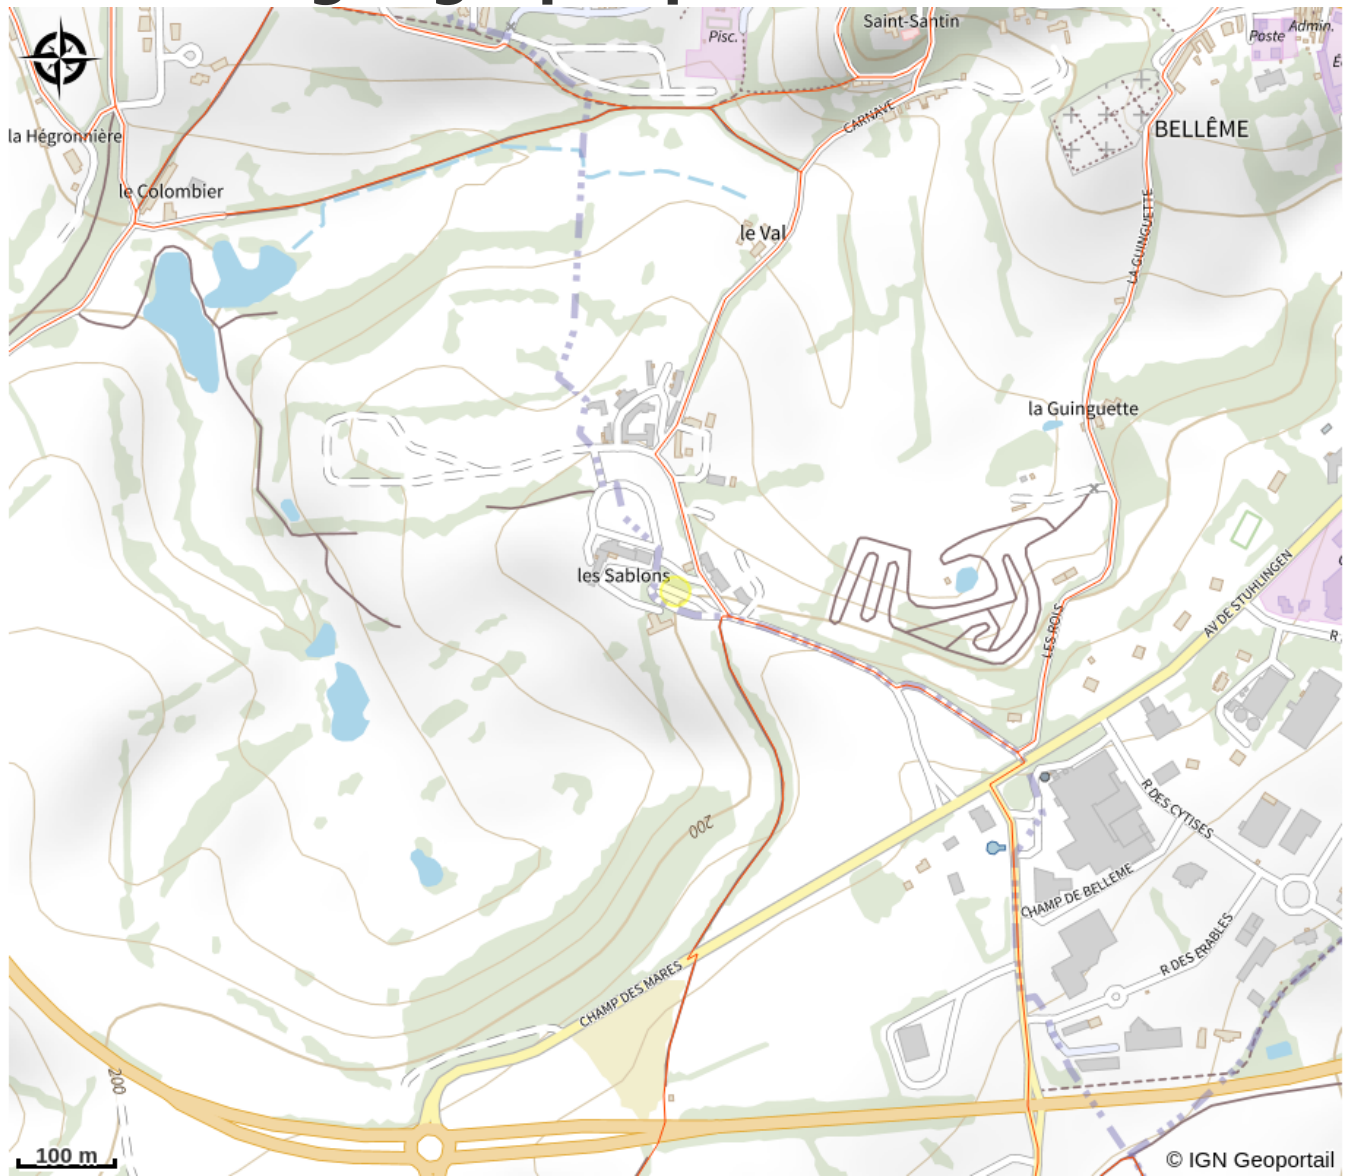 Saint-Santin
Pisc.
Poste
Admin.
la Hégronnière
CARNAVE
BELLÊME
le Colombier
le Val
LA GUINGUETTE
la Guinguette
les Sablons
AV DE STUHLINGEN
LES ROIS
R
R DES CYTISES
200
CHAMP DE BELLEME
R DES ERABLES
CHAMP DES MARES
200
100 m
© IGN Geoportail